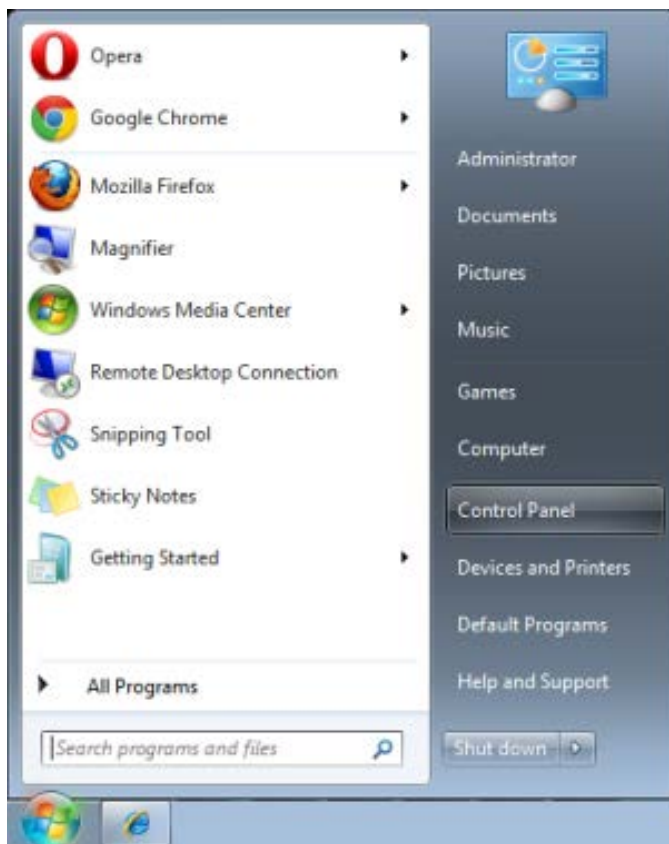 Opera
Google Chrome
Mozilla Firefox
Magnifier
Windows Media Center
Remote Desktop Connection
Snipping Tool
Sticky Notes
Getting Started
All Programs
Search programs and files
Administrator
Documents
Pictures
Music
Games
Computer
Control Panel
Devices and Printers
Default Programs
Help and Support
Shut down